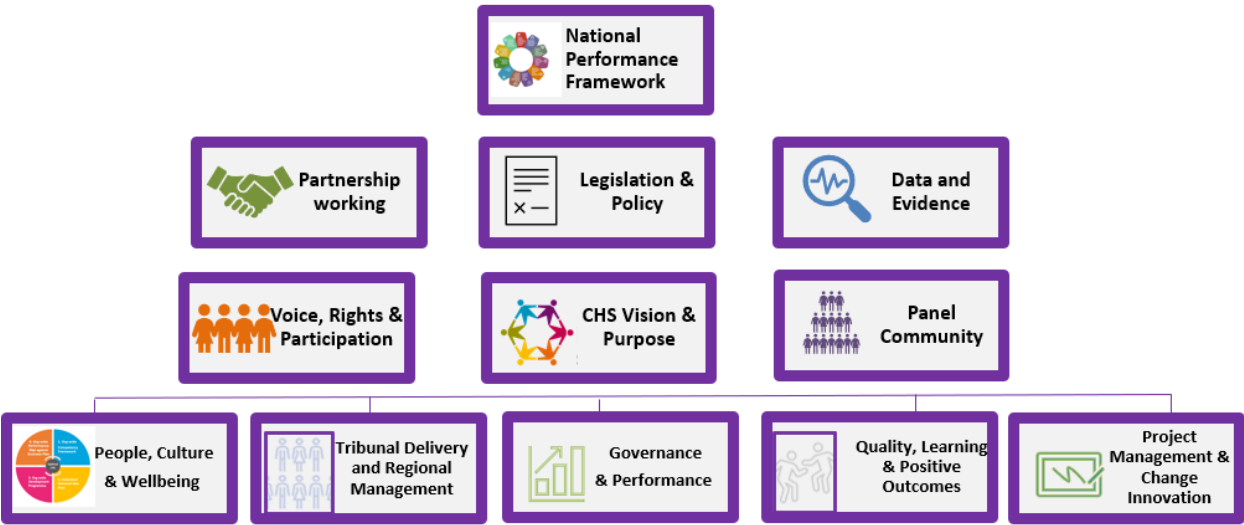 National
Performance
Framework
Partnership
working
Legislation &
Policy
Data and
Evidence
Voice, Rights &
Participation
CHS Vision &
Purpose
Panel
Community
People, Culture
& Wellbeing
Tribunal Delivery
and Regional
Management
Governance
& Performance
Quality, Learning
& Positive
Outcomes
Project
Management &
Change
Innovation